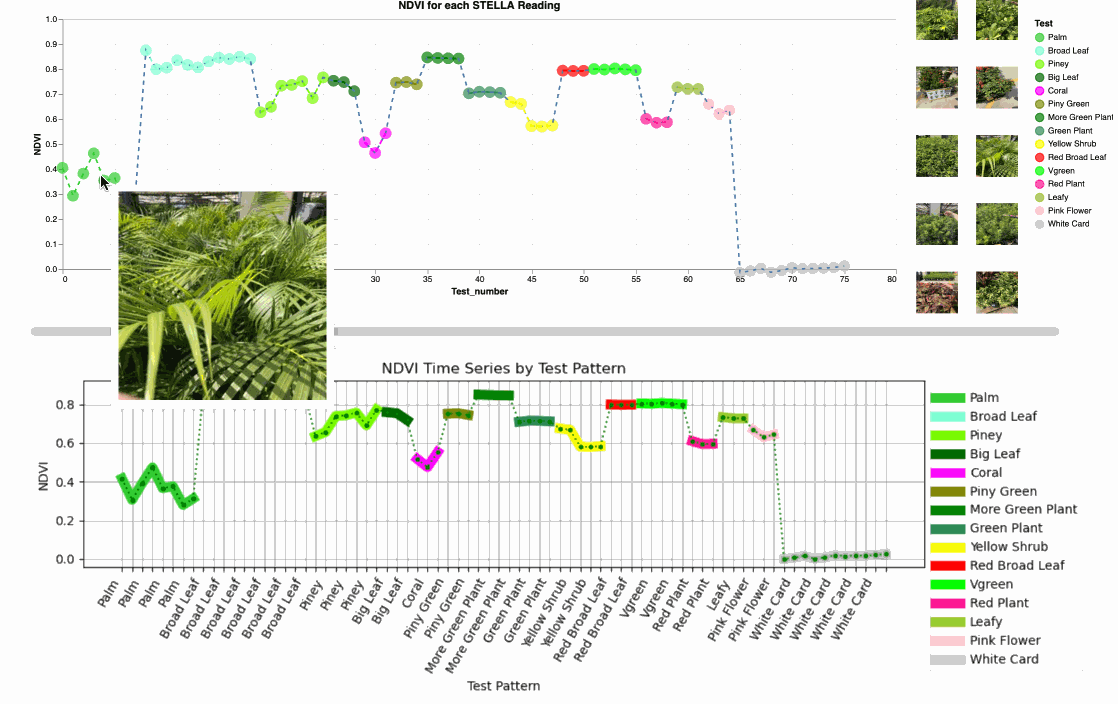 NDVI for each STELLA Reading
1.0
0.9
0.8
0.7
0.6
0.5
0.4
0.3
0.2
0.1
0.0
NDVI
0
30
35
40
45
50
55
60
65
70
75
80
Test_number
Test
Palm
Broad Leaf
Piney
Big Leaf
Coral
Piny Green
More Green Plant
Green Plant
Yellow Shrub
Red Broad Leaf
Vgreen
Red Plant
Leafy
Pink Flower
White Card
NDVI Time Series by Test Pattern
0.8
0.6
0.4
0.2
0.0
NDVI
Palm
Palm
Palm
Palm
Broad Leaf
Broad Leaf
Broad Leaf
Broad Leaf
Broad Leaf
Broad Leaf
Piney
Piney
Piney
Big Leaf
Big Leaf
Coral
Piny Green
Piny Green
More Green Plant
More Green Plant
Green Plant
Green Plant
Yellow Shrub
Yellow Shrub
Red Broad Leaf
Red Broad Leaf
Vgreen
Vgreen
Red Plant
Red Plant
Leafy
Pink Flower
Pink Flower
White Card
White Card
White Card
White Card
White Card
Test Pattern
Palm
Broad Leaf
Piney
Big Leaf
Coral
Piny Green
More Green Plant
Green Plant
Yellow Shrub
Red Broad Leaf
Vgreen
Red Plant
Leafy
Pink Flower
White Card